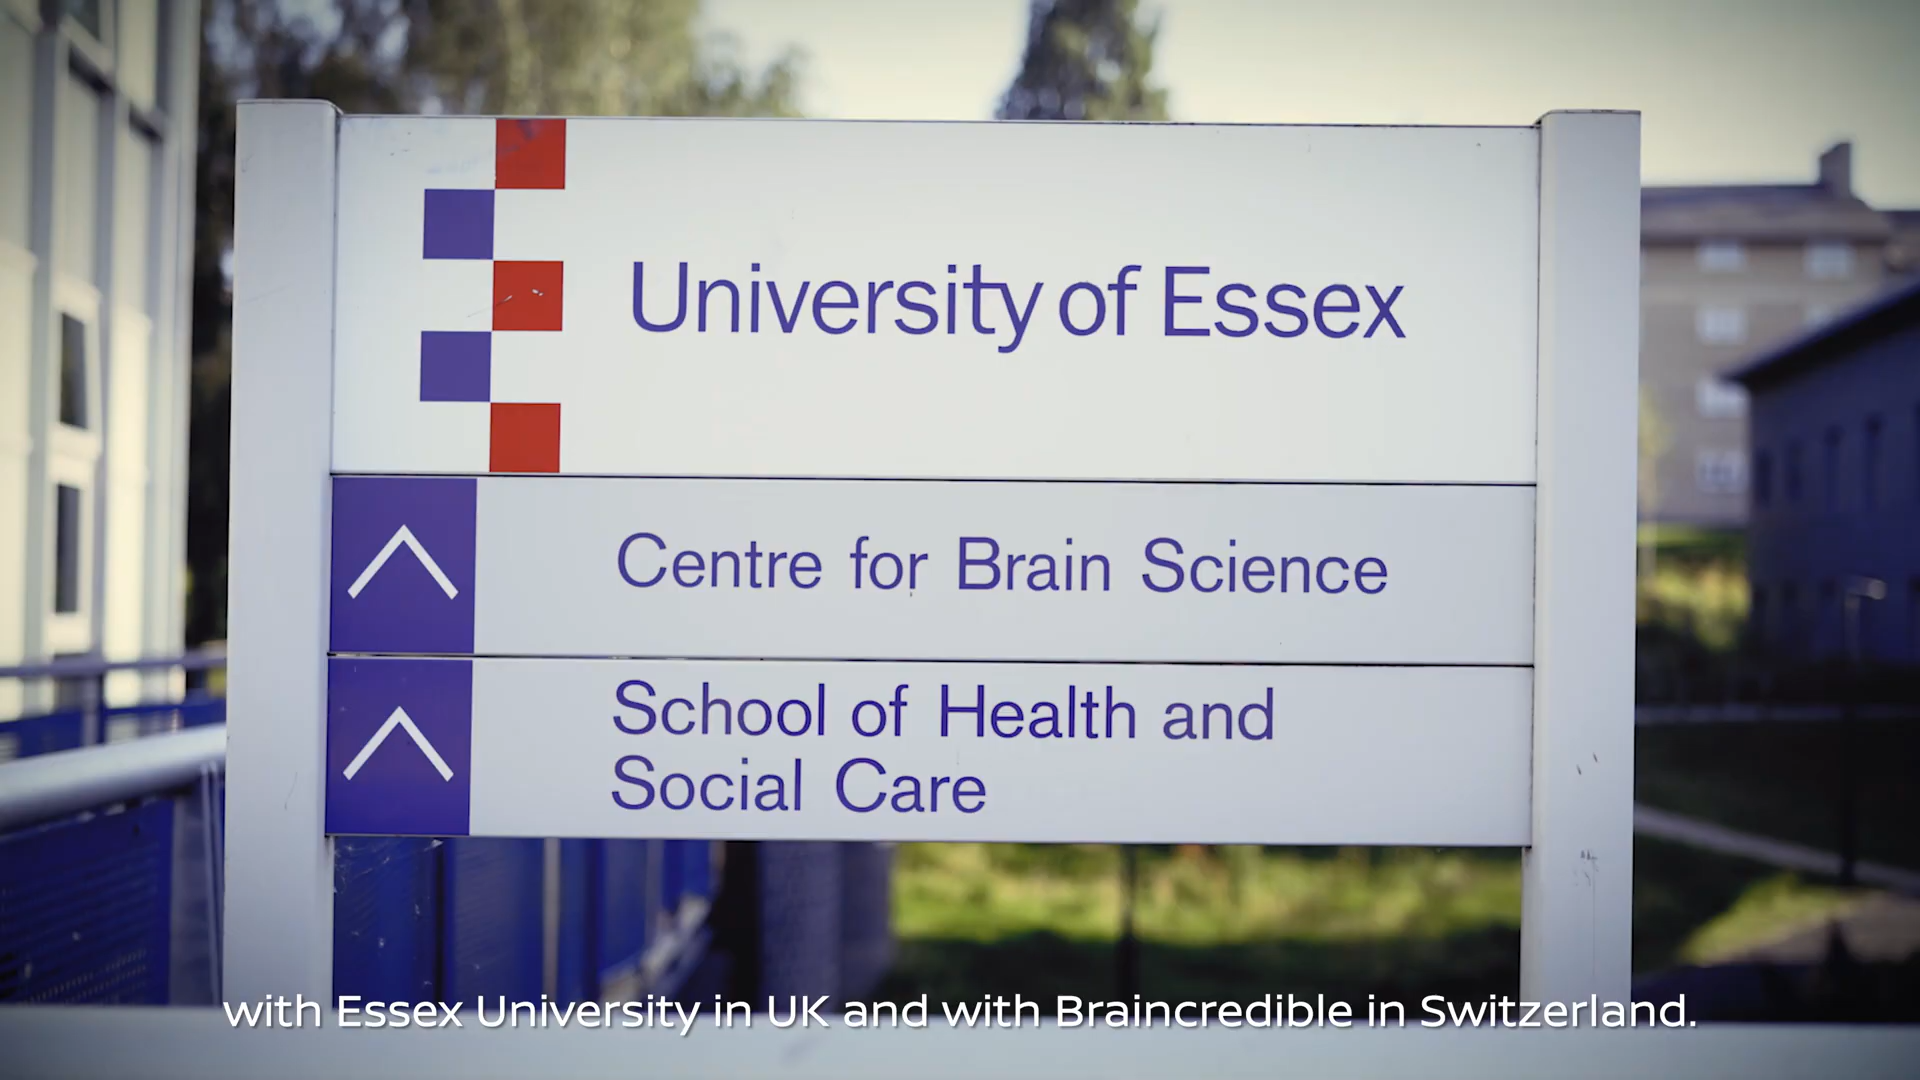 University of Essex
Centre for Brain Science
School of Health and
Social Care
with Essex University in UK and with Braincredible in Switzerland.